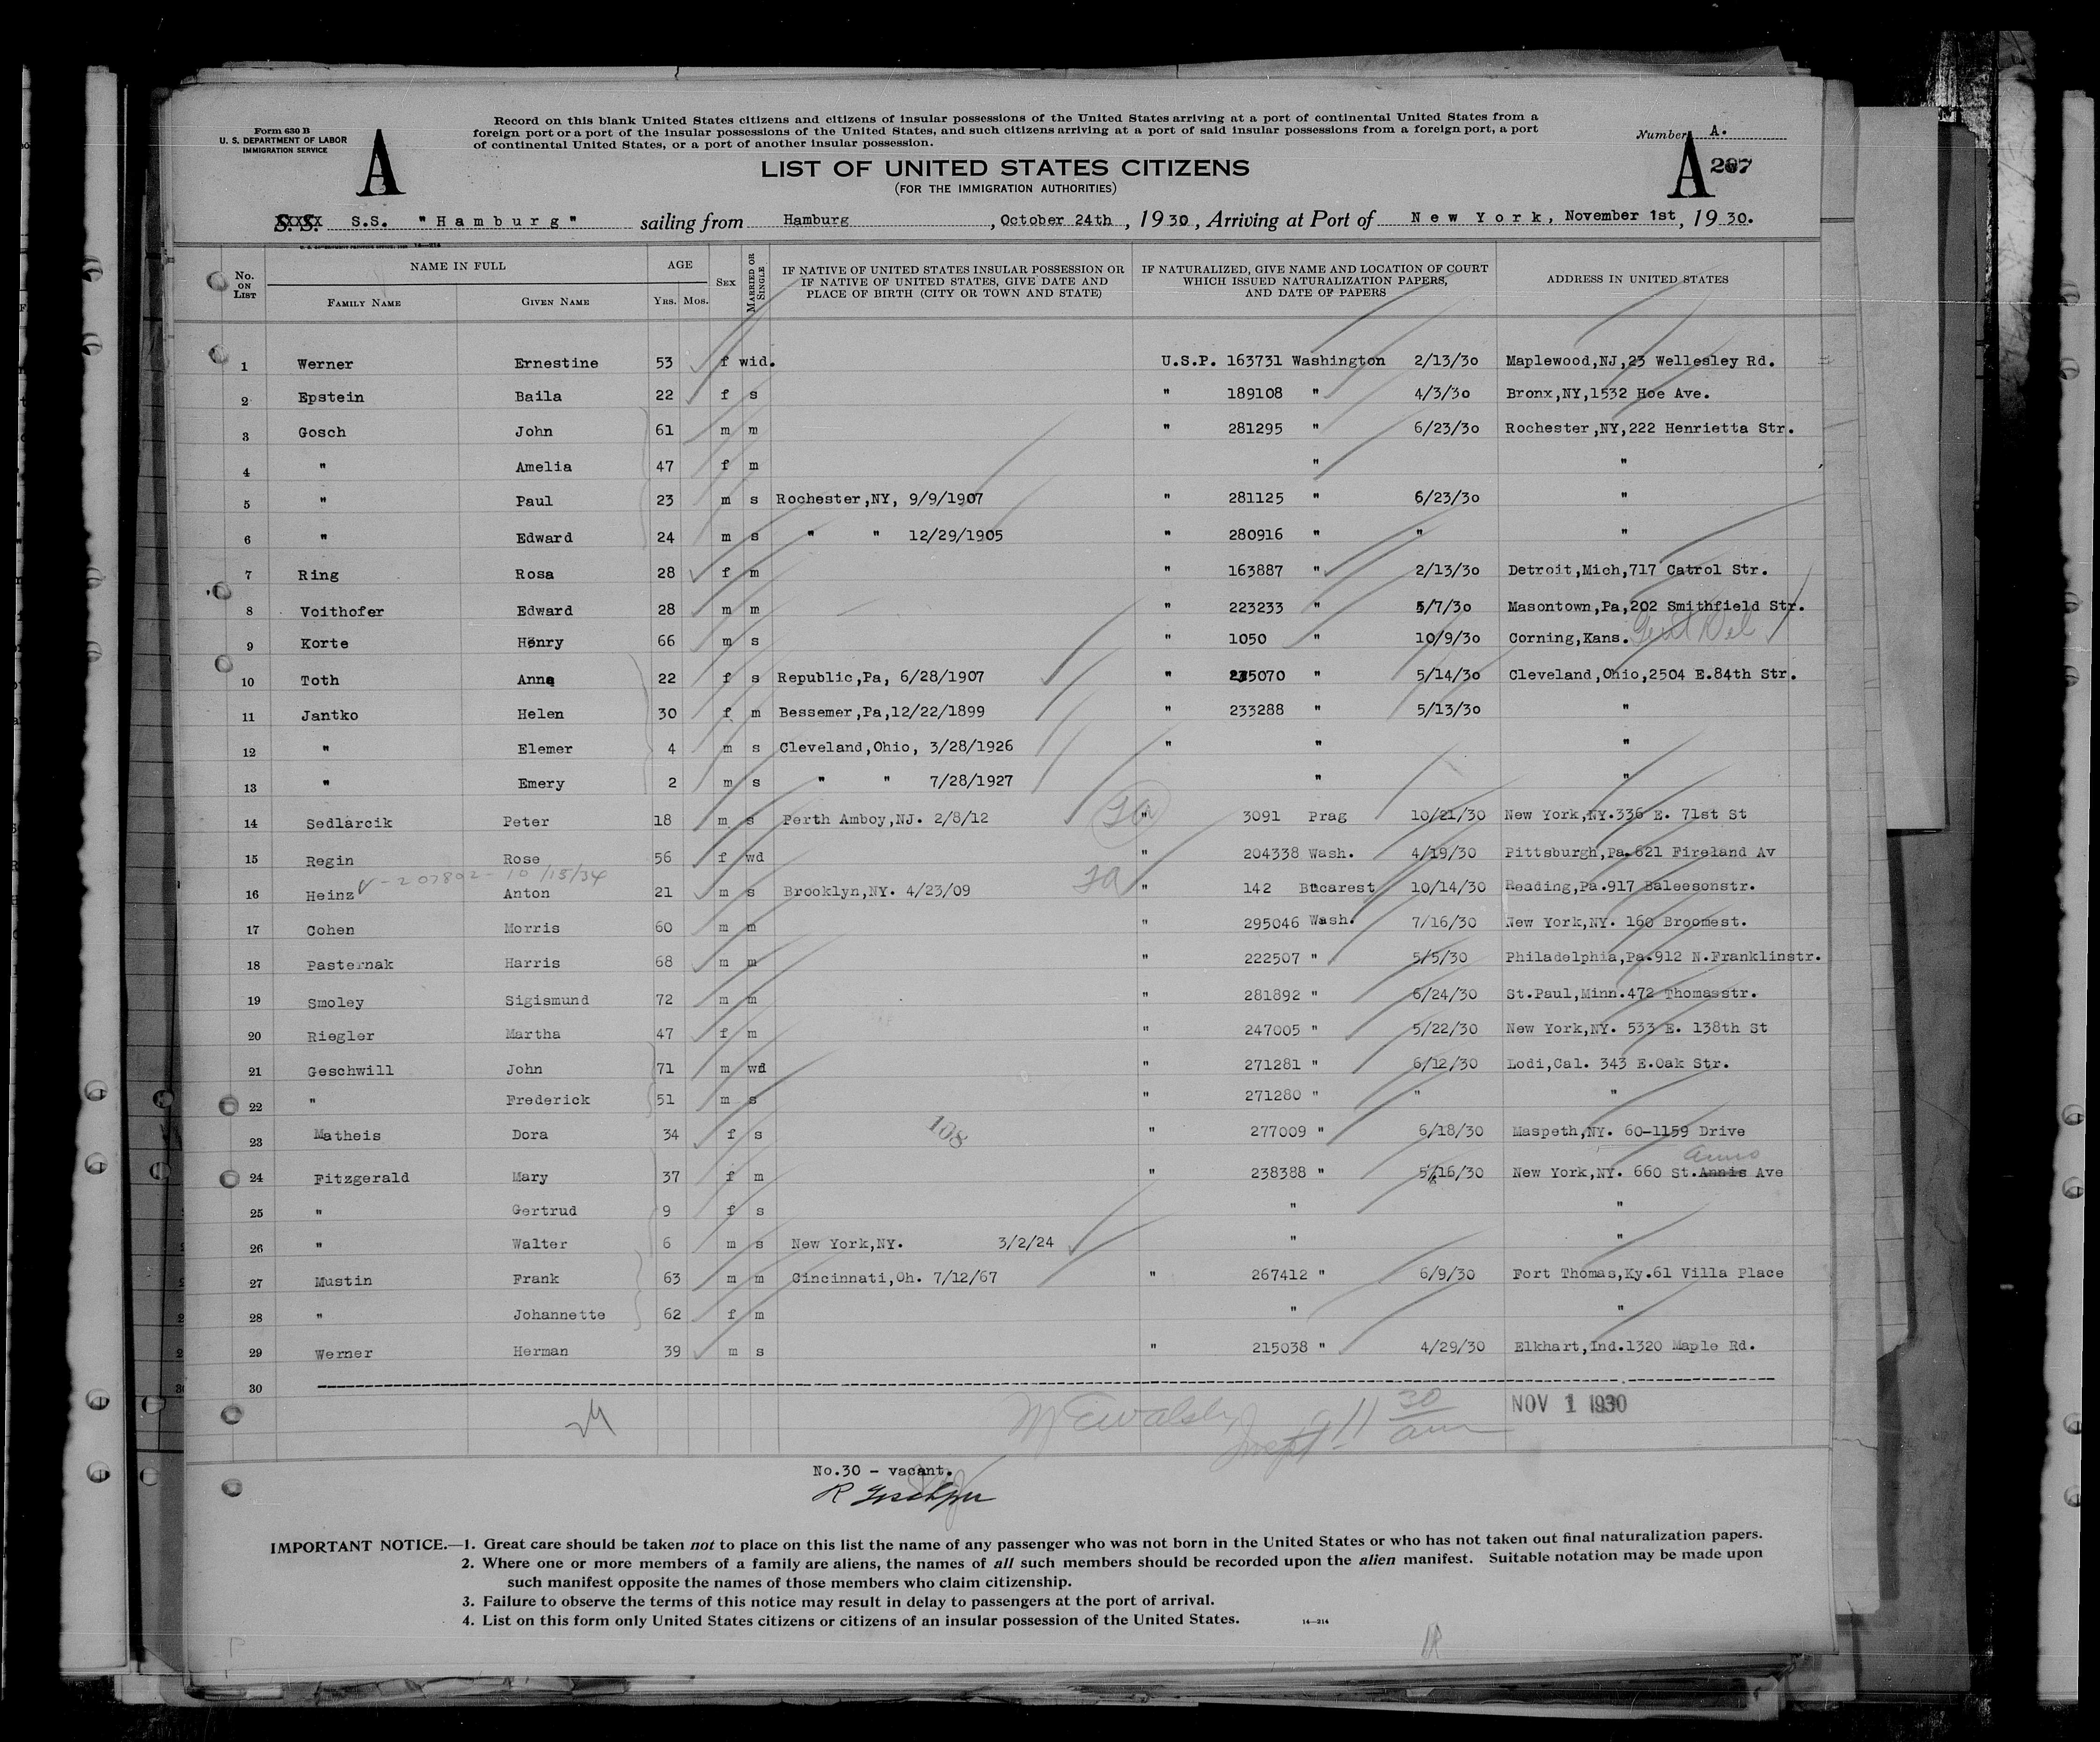 Form 630 B
U. S. DEPARTMENT OF LABOR
IMMIGRATION SERVICE
A
Record on this blank United States citizens and citizens of insular possessions of the United States arriving at a port of continental United States from a
foreign port or a port of the insular possessions of the United States, and such citizens arriving at a port of said insular possessions from a foreign port, a port
of continental United States, or a port of another insular possession.
Number A.
A 207
LIST OF UNITED STATES CITIZENS
(FOR THE IMMIGRATION AUTHORITIES)
S.S. S.S. "Hamburg" sailing from Hamburg, October 24th, 1930, Arriving at Port of New York, November 1st, 1930.
No. ON LIST NAME IN FULL FAMILY NAME GIVEN NAME AGE YRS. MOS. SEX MARRIED OR SINGLE IF NATIVE OF UNITED STATES INSULAR POSSESSION OR IF NATIVE OF UNITED STATES, GIVE DATE AND PLACE OF BIRTH (CITY OR TOWN AND STATE) IF NATURALIZED, GIVE NAME AND LOCATION OF COURT WHICH ISSUED NATURALIZATION PAPERS, AND DATE OF PAPERS ADDRESS IN UNITED STATES
1 Werner Ernestine 53 f wid. U.S.P. 163731 Washington 2/13/30 Maplewood,NJ,23 Wellesley Rd.
2 Epstein Baila 22 f s " 189108 " 4/3/30 Bronx,NY,1532 Hoe Ave.
3 Gosch John 61 m m " 281295 " 6/23/30 Rochester,NY,222 Henrietta Str.
4 " Amelia 47 f m " "
5 " Paul 23 m s Rochester,NY, 9/9/1907 " 281125 " 6/23/30 "
6 " Edward 24 m s " " 12/29/1905 " 280916 " " "
7 Ring Rosa 28 f m " 163887 " 2/13/30 Detroit,Mich,717 Catrol Str.
8 Voithofer Edward 28 m m " 223233 " 5/7/30 Masontown,Pa,202 Smithfield Str.
9 Korte Henry 66 m s " 1050 " 10/9/30 Corning,Kans. Genl Del
10 Toth Anna 22 f s Republic,Pa, 6/28/1907 " 235070 " 5/14/30 Cleveland,Ohio,2504 E.84th Str.
11 Jantko Helen 30 f m Bessemer,Pa,12/22/1899 " 233288 " 5/13/30 "
12 " Elemer 4 m s Cleveland,Ohio, 3/28/1926 " " "
13 " Emery 2 m s " " 7/28/1927 " "
14 Sedlarcik Peter 18 m s Perth Amboy,NJ. 2/8/12 " 3091 Prag 10/21/30 New York,NY.336 E. 71st St
15 Regin Rose 56 f wd " 204338 Wash. 4/19/30 Pittsburgh,Pa.621 Fireland Av
V-207802-10/15/34
16 Heinz Anton 21 m s Brooklyn,NY. 4/23/09 " 142 Bucarest 10/14/30 Reading,Pa.917 Baleesonstr.
17 Cohen Morris 60 m m 295046 Wash. 7/16/30 New York,NY. 160 Broomest.
18 Pasternak Harris 68 m m " 222507 " 5/5/30 Philadelphia,Pa.912 N.Franklinstr.
19 Smoley Sigismund 72 m m " 281892 " 6/24/30 St.Paul,Minn.472 Thomasstr.
20 Riegler Martha 47 f m " 247005 " 5/22/30 New York,NY. 533 E. 138th St
21 Geschwill John 71 m wd " 271281 " 6/12/30 Lodi,Cal. 343 E.Oak Str.
22 " Frederick 51 m s " 271280 " " "
108
23 Matheis Dora 34 f s " 277009 " 6/18/30 Maspeth,NY. 60-1159 Drive
24 Fitzgerald Mary 37 f m " 238388 " 5/16/30 New York,NY. 660 St.Annis Ave
25 " Gertrud 9 f s " "
26 " Walter 6 m s New York,NY. 3/2/24 " "
27 Mustin Frank 63 m m Cincinnati,Oh. 7/12/67 " 267412 " 6/9/30 Fort Thomas,Ky.61 Villa Place
28 " Johannette 62 f m " "
29 Werner Herman 39 m s " 215038 " 4/29/30 Elkhart,Ind.1320 Maple Rd.
30
11 30 am NOV 1 1930
No.30 - vacant.
IMPORTANT NOTICE.—1. Great care should be taken not to place on this list the name of any passenger who was not born in the United States or who has not taken out final naturalization papers.
2. Where one or more members of a family are aliens, the names of all such members should be recorded upon the alien manifest. Suitable notation may be made upon
such manifest opposite the names of those members who claim citizenship.
3. Failure to observe the terms of this notice may result in delay to passengers at the port of arrival.
4. List on this form only United States citizens or citizens of an insular possession of the United States.
14—214